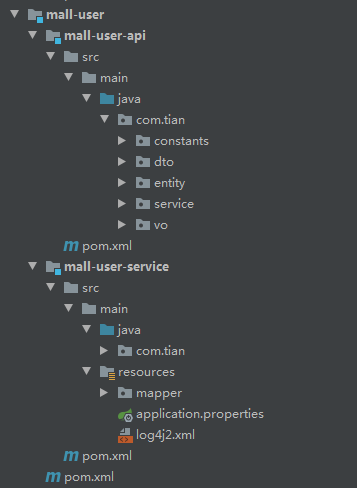 mall-user
mall-user-api
src
main
java
com.tian
constants
dto
entity
service
vo
pom.xml
mall-user-service
src
main
java
com.tian
resources
mapper
application.properties
log4j2.xml
pom.xml
pom.xml